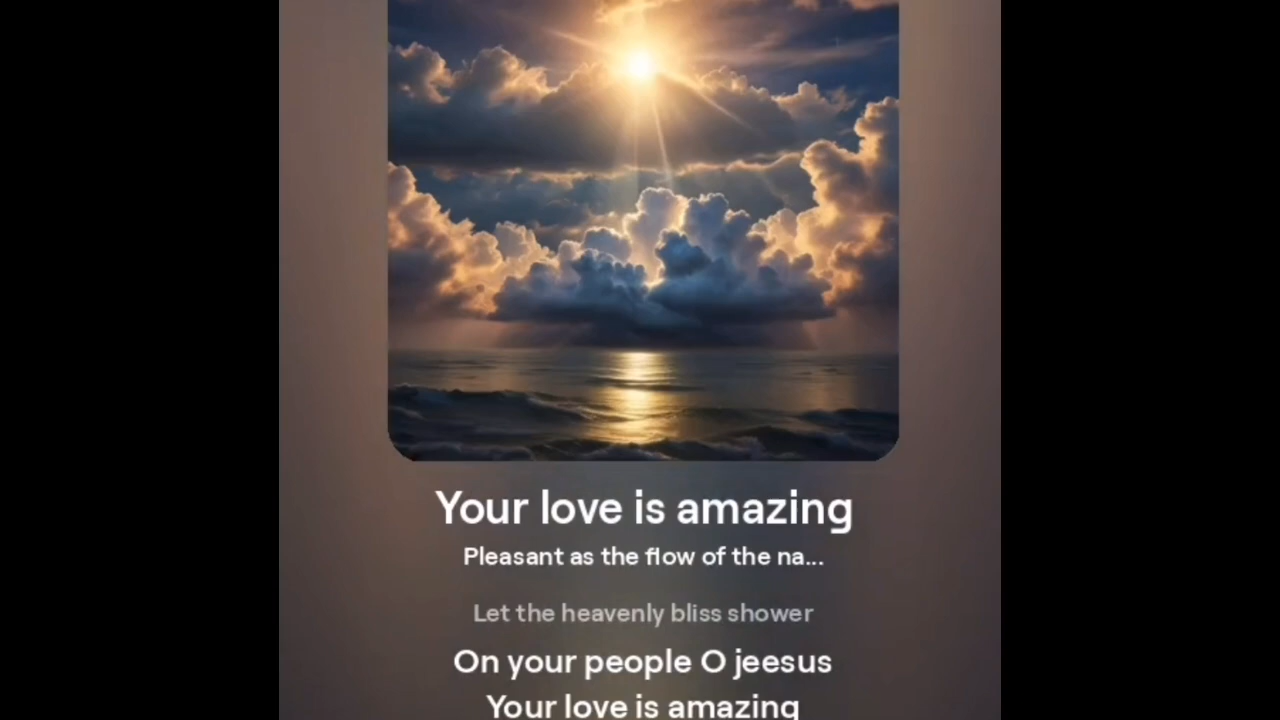 Your love is amazing
Pleasant as the flow of the na...
Let the heavenly bliss shower
On your people O jeesus
Your love is amazing